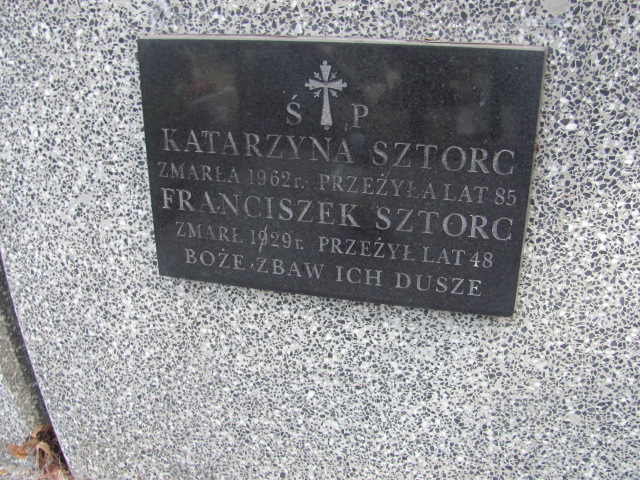 Ś P
KATARZYNA SZTORC
ZMARŁA 1962r. PRZEŻYŁA LAT 85
FRANCISZEK SZTORC
ZMARŁ 1929r. PRZEŻYŁ LAT 48
BOŻE ZBAW ICH DUSZE